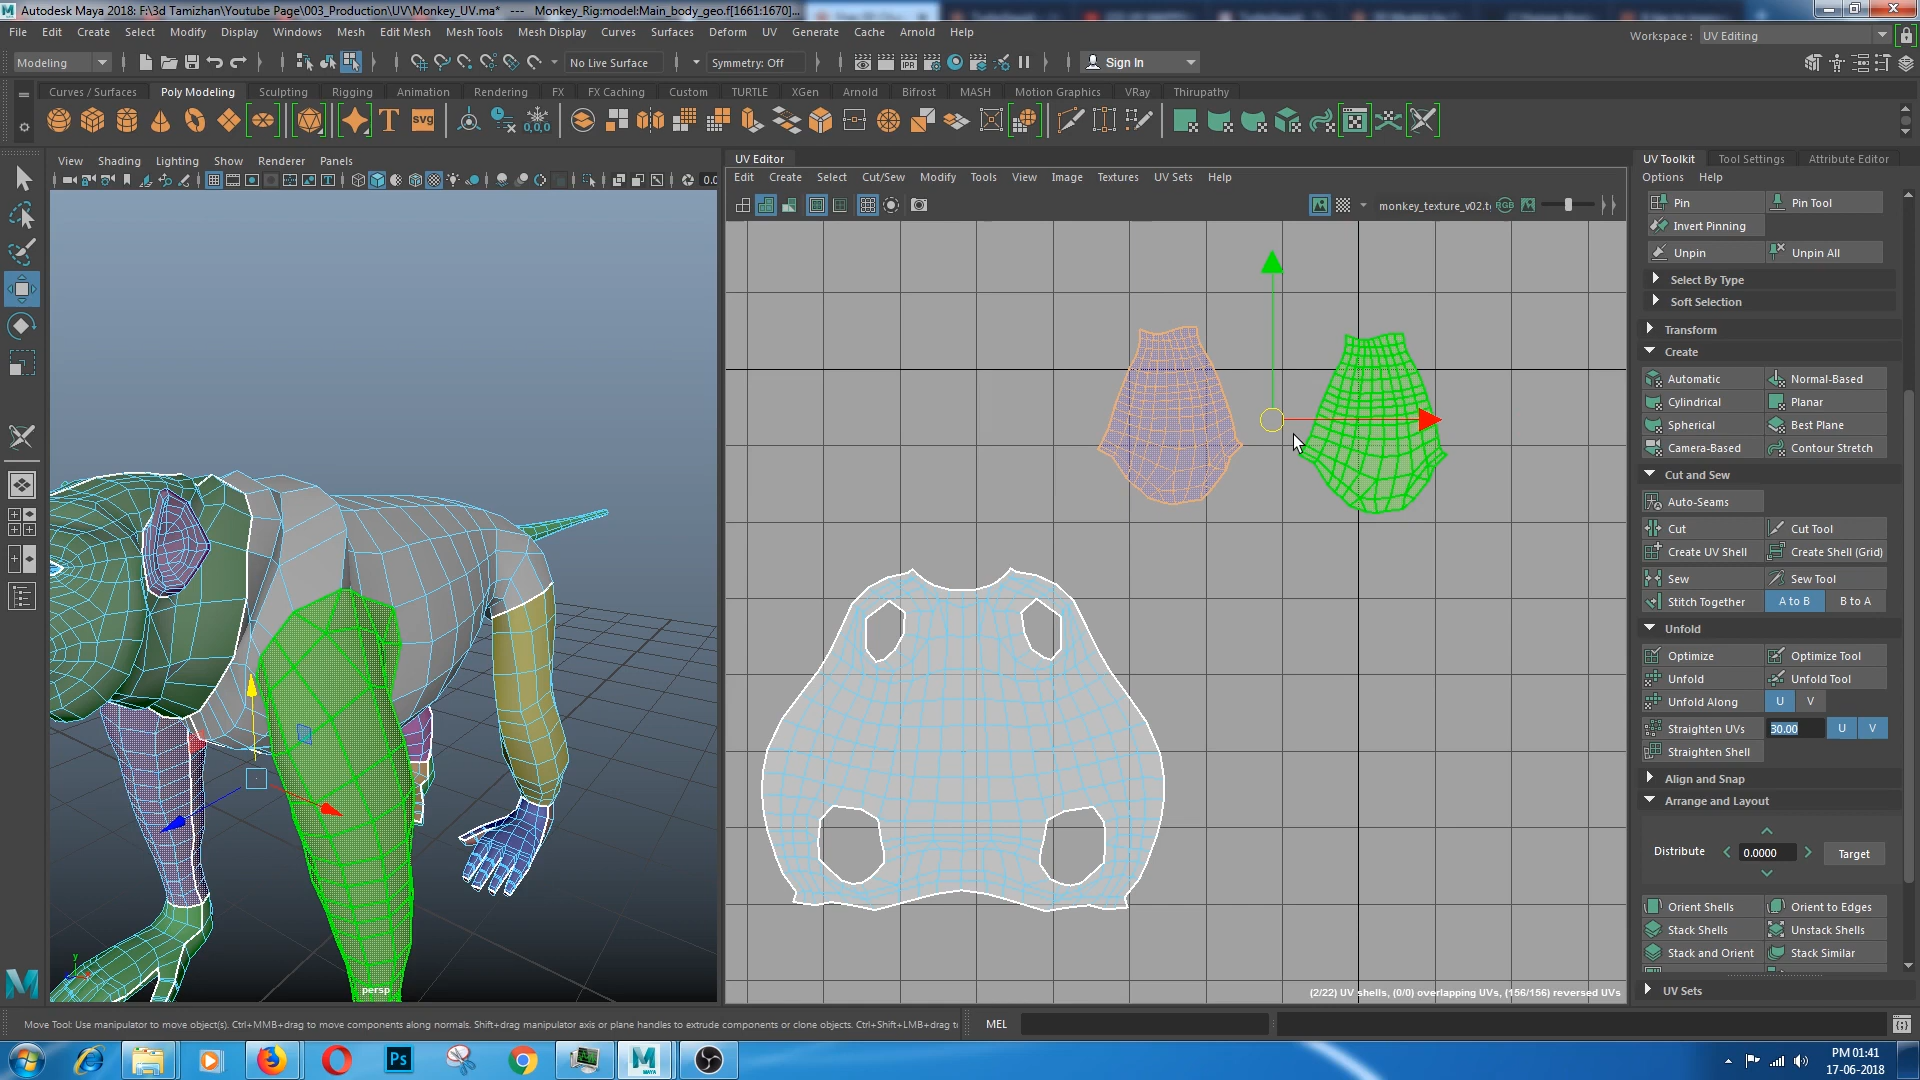 Autodesk Maya 2018: F:\3d Tamizhan\Youtube Page\003_Production\UV\Monkey_UV.ma* --- Monkey_Rig:model:Main_body_geo.f[1661:1670]...
File Edit Create Select Modify Display Windows Mesh Edit Mesh Mesh Tools Mesh Display Curves Surfaces Deform UV Generate Cache Arnold Help
Workspace : UV Editing
Modeling No Live Surface Symmetry: Off Sign In
Curves / Surfaces Poly Modeling Sculpting Rigging Animation Rendering FX FX Caching Custom TURTLE XGen Arnold Bifrost MASH Motion Graphics VRay Thirupathy
IPR
T svg 0,0,0
View Shading Lighting Show Renderer Panels
0.0
UV Editor
Edit Create Select Cut/Sew Modify Tools View Image Textures UV Sets Help
monkey_texture_v02.t RGB
UV Toolkit Tool Settings Attribute Editor
Options Help
Pin Pin Tool
Invert Pinning
Unpin Unpin All
Select By Type
Soft Selection
Transform
Create
Automatic Normal-Based
Cylindrical Planar
Spherical Best Plane
Camera-Based Contour Stretch
Cut and Sew
Auto-Seams
Cut Cut Tool
Create UV Shell Create Shell (Grid)
Sew Sew Tool
Stitch Together A to B B to A
Unfold
Optimize Optimize Tool
Unfold Unfold Tool
Unfold Along U V
Straighten UVs 30.00 U V
Straighten Shell
Align and Snap
Arrange and Layout
Distribute 0.0000 Target
Orient Shells Orient to Edges
Stack Shells Unstack Shells
Stack and Orient Stack Similar
UV Sets
y
persp
(2/22) UV shells, (0/0) overlapping UVs, (156/156) reversed UVs
Move Tool: Use manipulator to move object(s). Ctrl+MMB+drag to move components along normals. Shift+drag manipulator axis or plane handles to extrude components or clone objects. Ctrl+Shift+LMB+drag t
MEL
Ps
M
MAYA
PM 01:41
17-06-2018